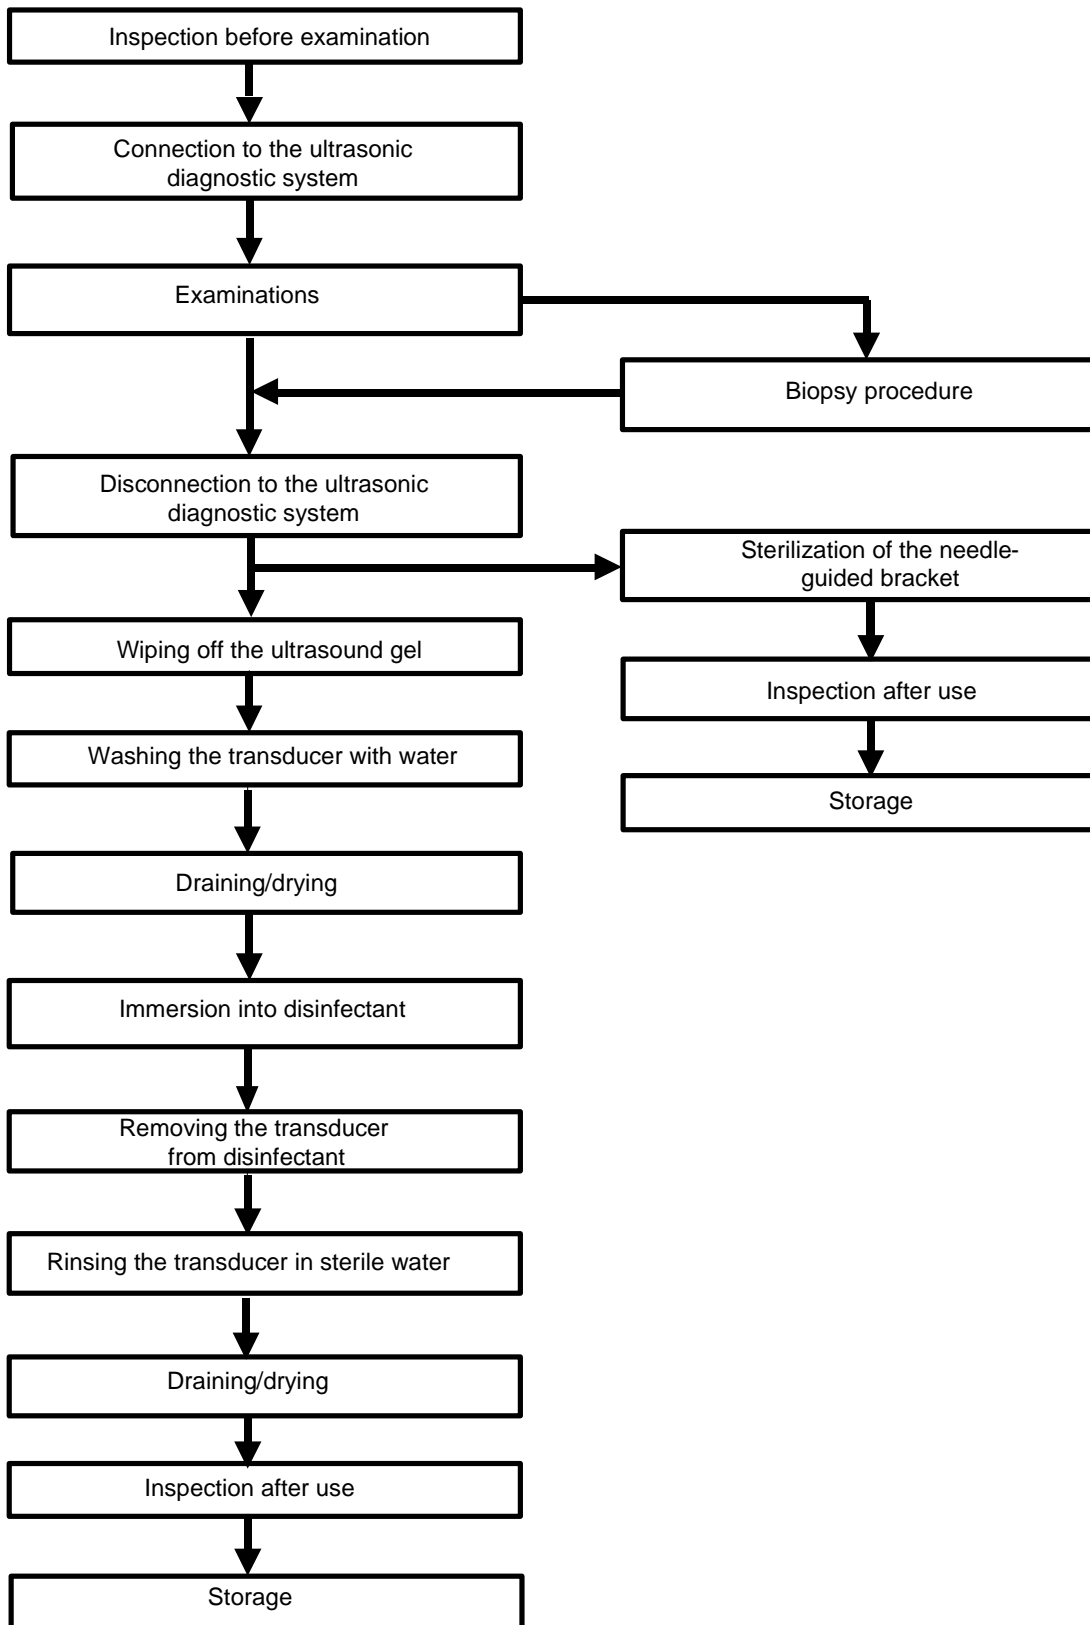 Inspection before examination
Connection to the ultrasonic
diagnostic system
Examinations
Biopsy procedure
Disconnection to the ultrasonic
diagnostic system
Sterilization of the needle-
guided bracket
Wiping off the ultrasound gel
Inspection after use
Washing the transducer with water
Storage
Draining/drying
Immersion into disinfectant
Removing the transducer
from disinfectant
Rinsing the transducer in sterile water
Draining/drying
Inspection after use
Storage